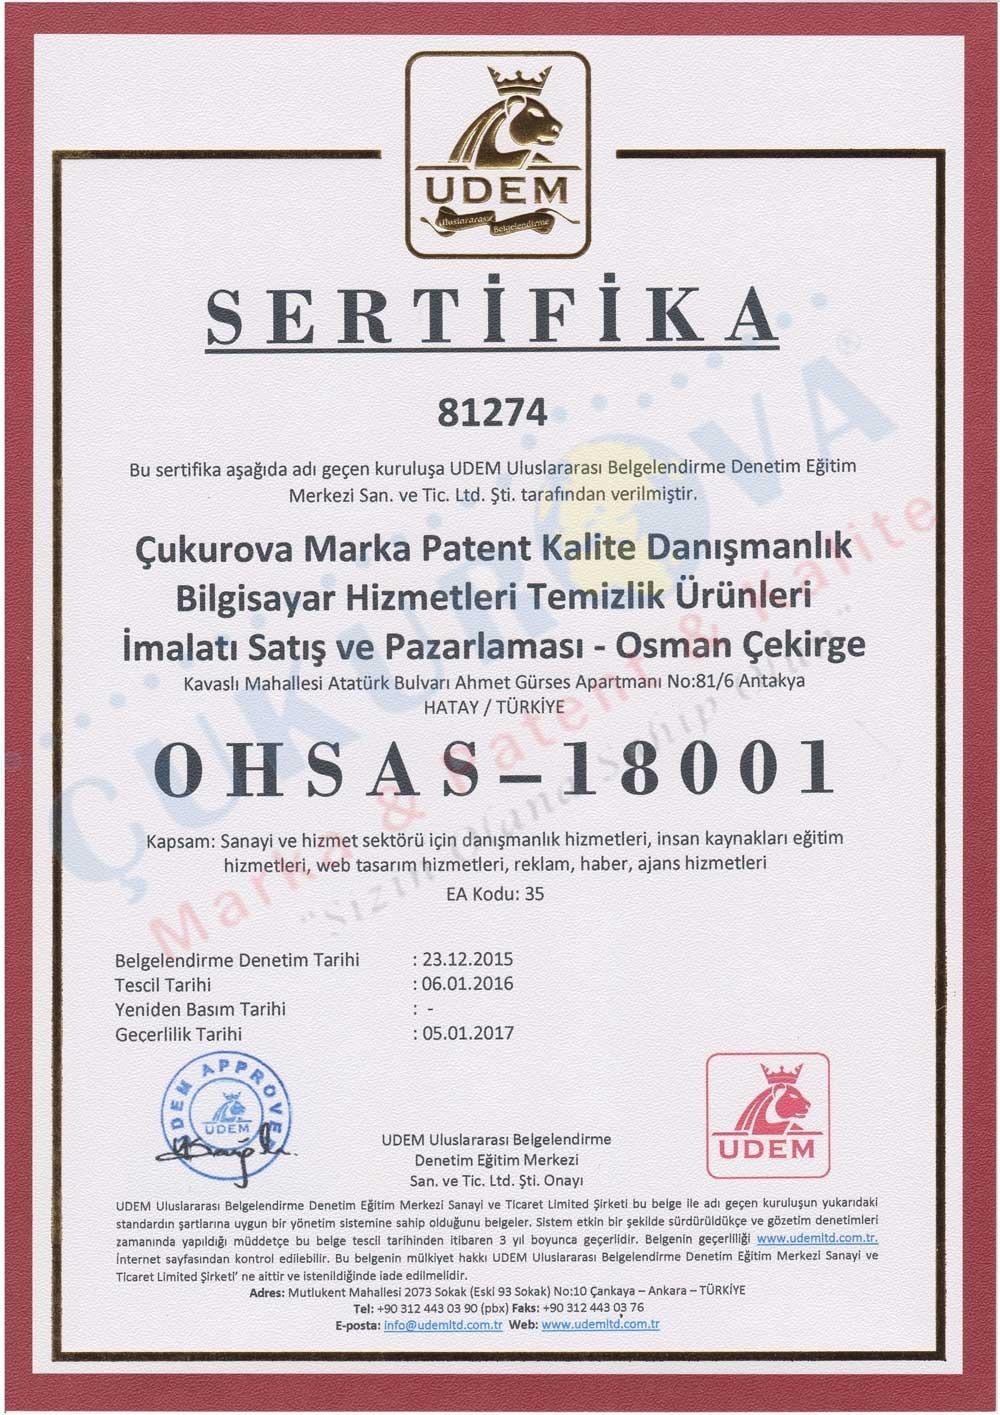 UDEM
Uluslararası
Belgelendirme
SERTİFİKA
81274
Bu sertifika aşağıda adı geçen kuruluşa UDEM Uluslararası Belgelendirme Denetim Eğitim
Merkezi San. ve Tic. Ltd. Şti. tarafından verilmiştir.
Çukurova Marka Patent Kalite Danışmanlık
Bilgisayar Hizmetleri Temizlik Ürünleri
İmalatı Satış ve Pazarlaması - Osman Çekirge
Kavaslı Mahallesi Atatürk Bulvarı Ahmet Gürses Apartmanı No:81/6 Antakya
HATAY / TÜRKİYE
OHSAS-18001
Kapsam: Sanayi ve hizmet sektörü için danışmanlık hizmetleri, insan kaynakları eğitim
hizmetleri, web tasarım hizmetleri, reklam, haber, ajans hizmetleri
EA Kodu: 35
ÇUKUROVA®
Marka & Patent & Kalite
Belgelendirme Denetim Tarihi : 23.12.2015
Tescil Tarihi : 06.01.2016
Yeniden Basım Tarihi : -
Geçerlilik Tarihi : 05.01.2017
UDEM APPROVED
UDEM
UDEM
UDEM Uluslararası Belgelendirme
Denetim Eğitim Merkezi
San. ve Tic. Ltd. Şti. Onayı
UDEM Uluslararası Belgelendirme Denetim Eğitim Merkezi Sanayi ve Ticaret Limited Şirketi bu belge ile adı geçen kuruluşun yukarıdaki
standardın şartlarına uygun bir yönetim sistemine sahip olduğunu belgeler. Sistem etkin bir şekilde sürdürüldükçe ve gözetim denetimleri
zamanında yapıldığı müddetçe bu belge tescil tarihinden itibaren 3 yıl boyunca geçerlidir. Belgenin geçerliliği www.udemltd.com.tr.
İnternet sayfasından kontrol edilebilir. Bu belgenin mülkiyet hakkı UDEM Uluslararası Belgelendirme Denetim Eğitim Merkezi Sanayi ve
Ticaret Limited Şirketi' ne aittir ve istenildiğinde iade edilmelidir.
Adres: Mutlukent Mahallesi 2073 Sokak (Eski 93 Sokak) No:10 Çankaya – Ankara – TÜRKİYE
Tel: +90 312 443 03 90 (pbx) Faks: +90 312 443 03 76
E-posta: info@udemltd.com.tr Web: www.udemltd.com.tr